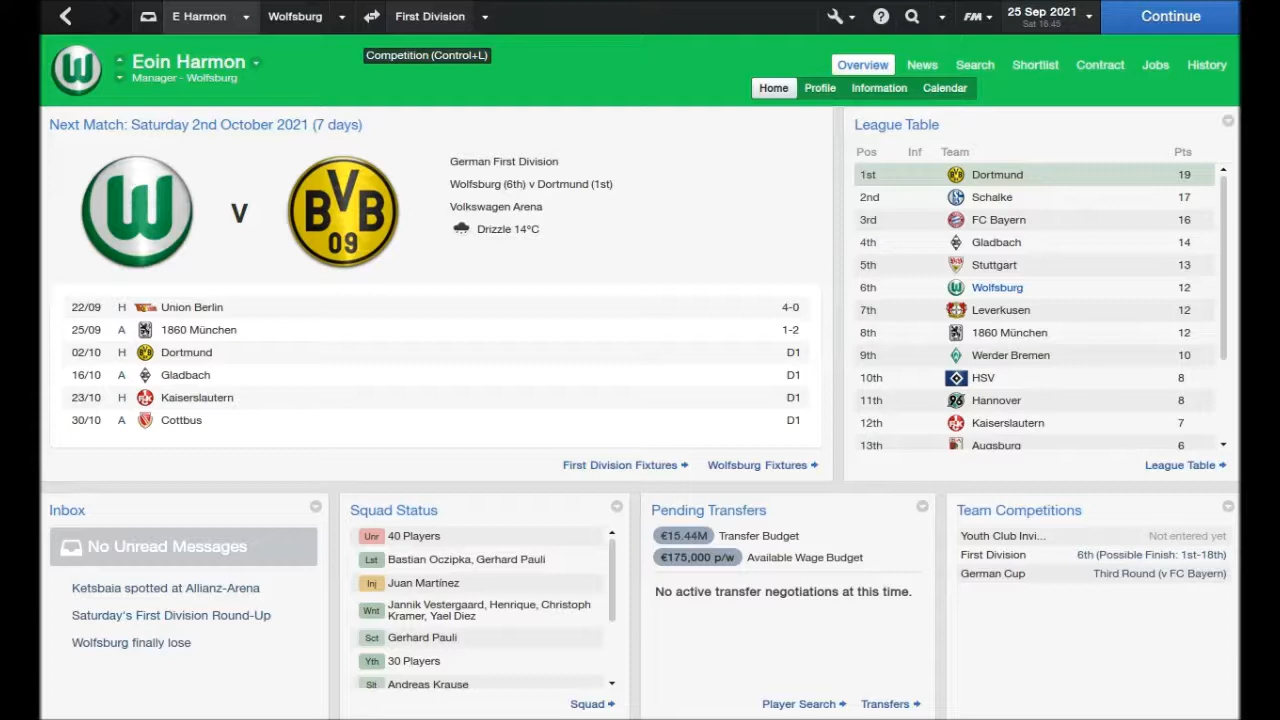 E Harmon
Wolfsburg
First Division
FM
25 Sep 2021
Sat 16:45
Continue
Competition (Control+L)
Eoin Harmon
Manager - Wolfsburg
Overview News Search Shortlist Contract Jobs History
Home Profile Information Calendar
Next Match: Saturday 2nd October 2021 (7 days)
V
BVB
09
German First Division
Wolfsburg (6th) v Dortmund (1st)
Volkswagen Arena
Drizzle 14ºC
22/09 H Union Berlin 4-0
25/09 A 1860 München 1-2
02/10 H Dortmund D1
16/10 A Gladbach D1
23/10 H Kaiserslautern D1
30/10 A Cottbus D1
First Division Fixtures
Wolfsburg Fixtures
League Table
Pos Inf Team Pts
1st Dortmund 19
2nd Schalke 17
3rd FC Bayern 16
4th Gladbach 14
5th Stuttgart 13
6th Wolfsburg 12
7th Leverkusen 12
8th 1860 München 12
9th Werder Bremen 10
10th HSV 8
11th Hannover 8
12th Kaiserslautern 7
13th Augsburg 6
League Table
Inbox
No Unread Messages
Ketsbaia spotted at Allianz-Arena
Saturday's First Division Round-Up
Wolfsburg finally lose
Squad Status
Unr 40 Players
Lst Bastian Oczipka, Gerhard Pauli
Inj Juan Martínez
Wnt Jannik Vestergaard, Henrique, Christoph
Kramer, Yael Diez
Sct Gerhard Pauli
Yth 30 Players
Slt Andreas Krause
Squad
Pending Transfers
€15.44M Transfer Budget
€175,000 p/w Available Wage Budget
No active transfer negotiations at this time.
Player Search
Transfers
Team Competitions
Youth Club Invi... Not entered yet
First Division 6th (Possible Finish: 1st-18th)
German Cup Third Round (v FC Bayern)